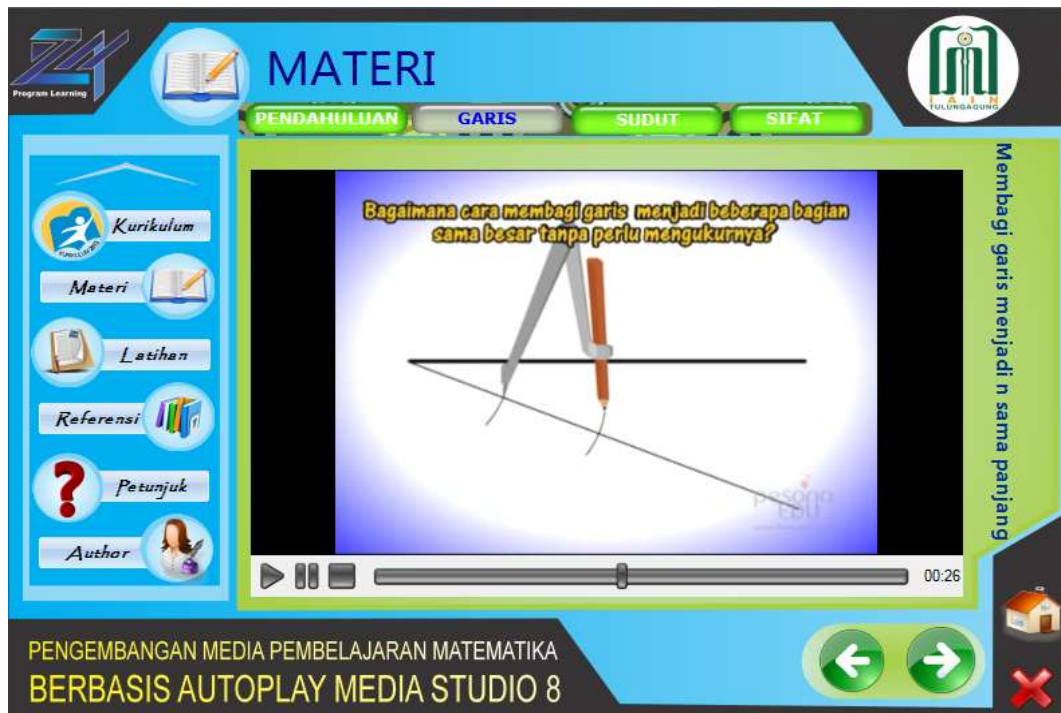 Program Learning
MATERI
IAIN
TULUNGAGUNG
PENDAHULUAN
GARIS
SUDUT
SIFAT
Kurikulum
Materi
Latihan
Referensi
Petunjuk
Author
Bagaimana cara membagi garis menjadi beberapa bagian
sama besar tanpa perlu mengukurnya?
pesona
EDU
00:26
Membagi garis menjadi n sama panjang
PENGEMBANGAN MEDIA PEMBELAJARAN MATEMATIKA
BERBASIS AUTOPLAY MEDIA STUDIO 8